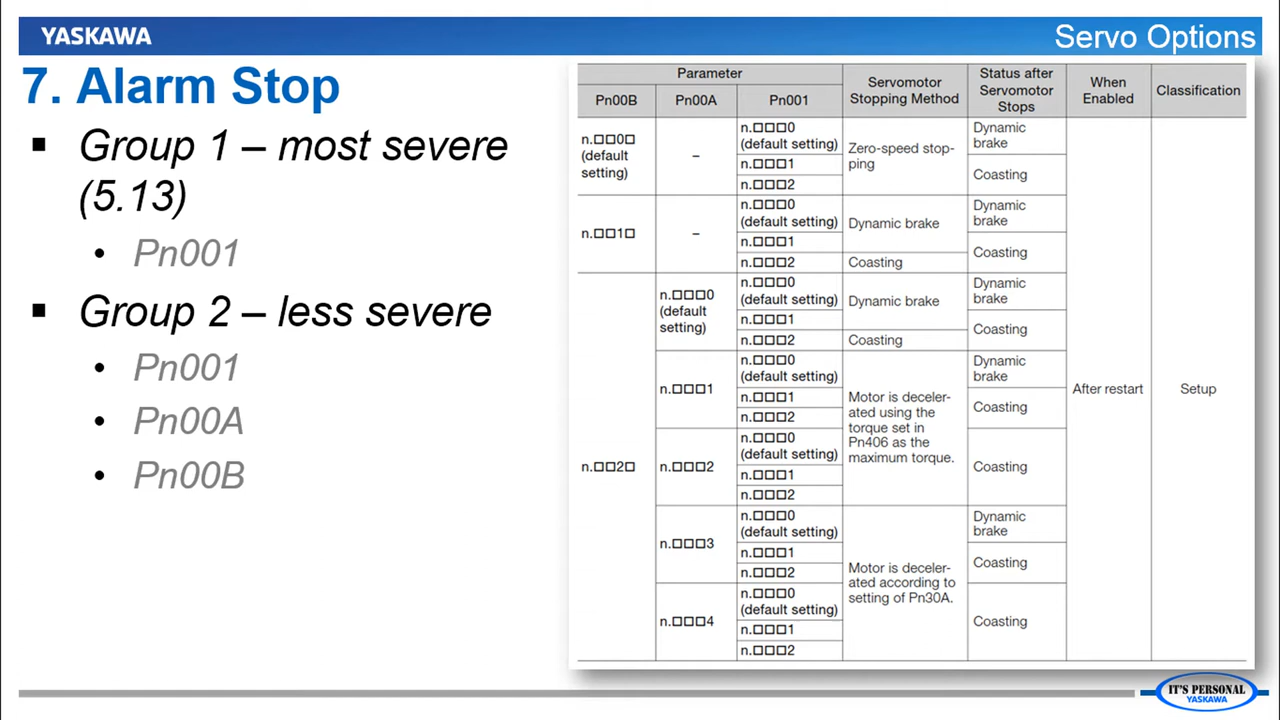 YASKAWA
Servo Options
7. Alarm Stop
▪ Group 1 – most severe
(5.13)
• Pn001
▪ Group 2 – less severe
• Pn001
• Pn00A
• Pn00B
Parameter
Pn00B
Pn00A
Pn001
Servomotor
Stopping Method
Status after
Servomotor
Stops
When
Enabled
Classification
n.□□0□
(default
setting)
–
n.□□□0
(default setting)
n.□□□1
n.□□□2
Zero-speed stop-
ping
Dynamic
brake
Coasting
n.□□1□
–
n.□□□0
(default setting)
n.□□□1
n.□□□2
Dynamic brake
Coasting
Dynamic
brake
Coasting
n.□□2□
n.□□□0
(default
setting)
n.□□□0
(default setting)
n.□□□1
n.□□□2
Dynamic brake
Coasting
Dynamic
brake
Coasting
n.□□□1
n.□□□0
(default setting)
n.□□□1
n.□□□2
Motor is deceler-
ated using the
torque set in
Pn406 as the
maximum torque.
Dynamic
brake
Coasting
n.□□□2
n.□□□0
(default setting)
n.□□□1
n.□□□2
Coasting
n.□□□3
n.□□□0
(default setting)
n.□□□1
n.□□□2
Motor is deceler-
ated according to
setting of Pn30A.
Dynamic
brake
Coasting
n.□□□4
n.□□□0
(default setting)
n.□□□1
n.□□□2
Coasting
After restart
Setup
IT'S PERSONAL
YASKAWA